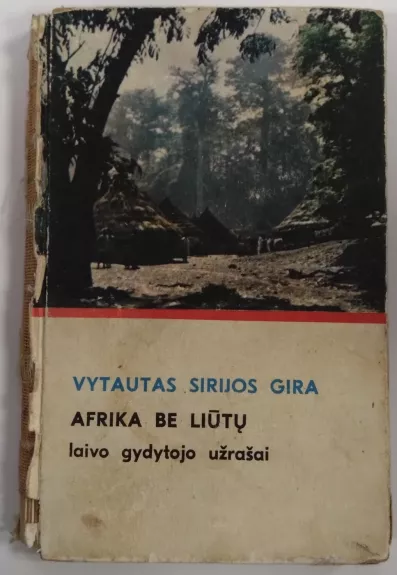 VYTAUTAS SIRIJOS GIRA
AFRIKA BE LIŪTŲ
laivo gydytojo užrašai